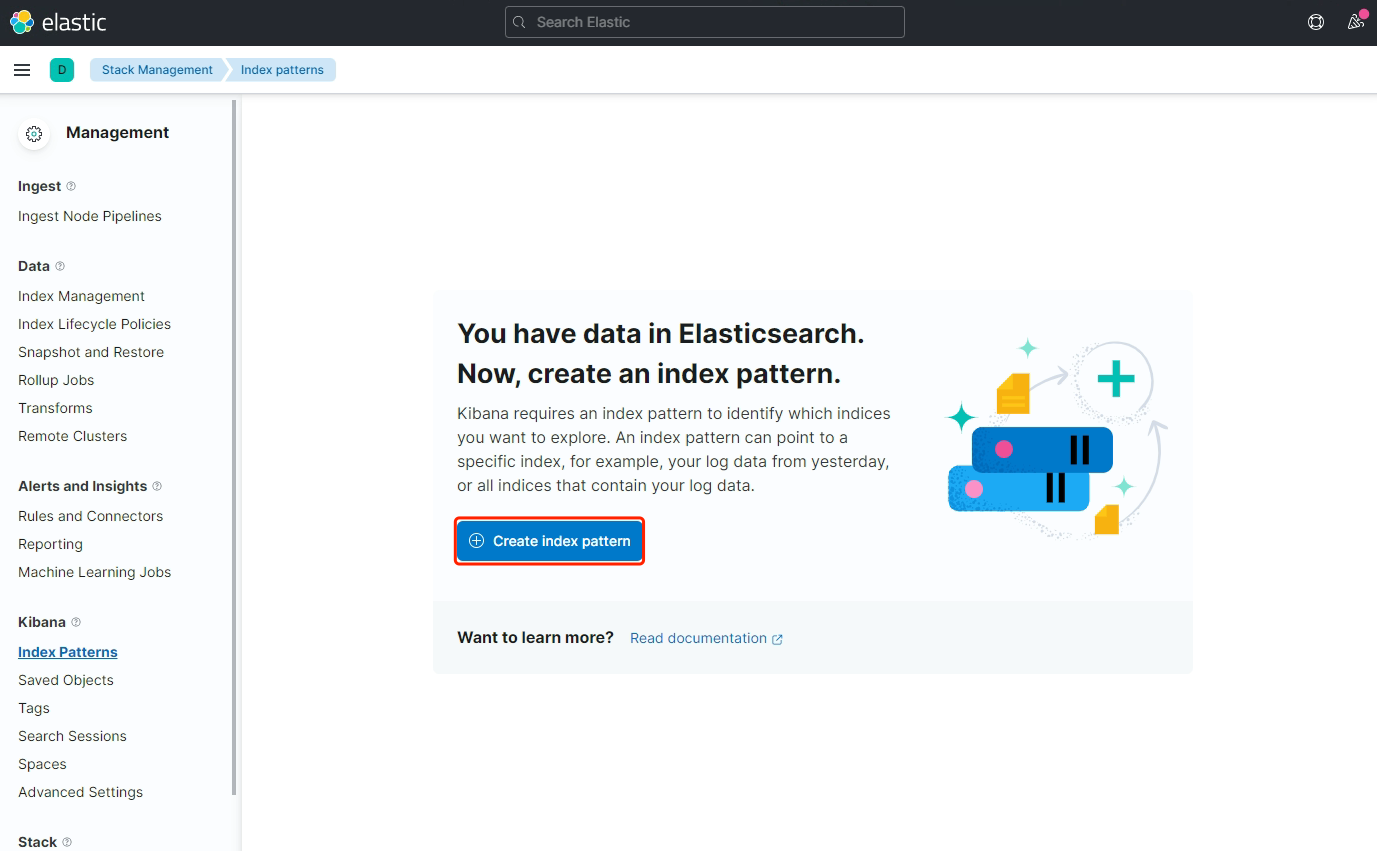 elastic
Search Elastic
D
Stack Management
Index patterns
Management
Ingest
Ingest Node Pipelines
Data
Index Management
Index Lifecycle Policies
Snapshot and Restore
Rollup Jobs
Transforms
Remote Clusters
Alerts and Insights
Rules and Connectors
Reporting
Machine Learning Jobs
Kibana
Index Patterns
Saved Objects
Tags
Search Sessions
Spaces
Advanced Settings
Stack
You have data in Elasticsearch.
Now, create an index pattern.
Kibana requires an index pattern to identify which indices
you want to explore. An index pattern can point to a
specific index, for example, your log data from yesterday,
or all indices that contain your log data.
Create index pattern
Want to learn more? Read documentation